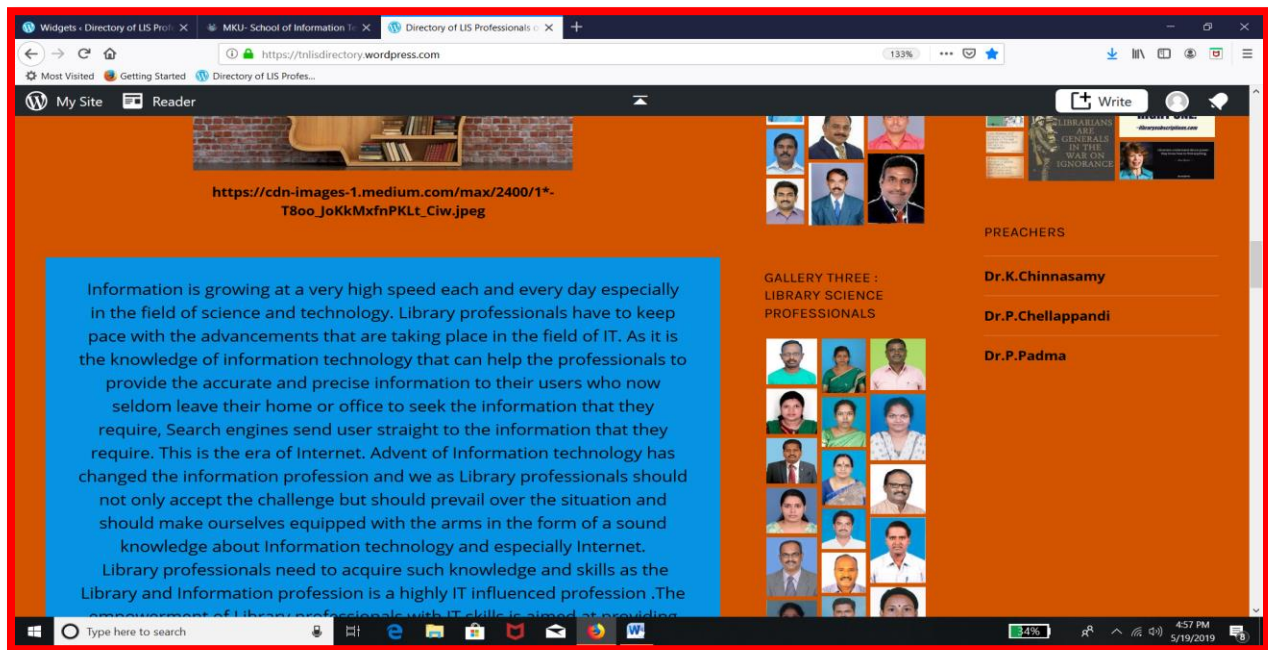 Widgets ‹ Directory of LIS Prof
MKU- School of Information Te
Directory of LIS Professionals o
https://tnlisdirectory.wordpress.com
133%
Most Visited
Getting Started
Directory of LIS Profes...
My Site
Reader
Write
https://cdn-images-1.medium.com/max/2400/1*-
T8oo_JoKkMxfnPKLt_Ciw.jpeg
Information is growing at a very high speed each and every day especially
in the field of science and technology. Library professionals have to keep
pace with the advancements that are taking place in the field of IT. As it is
the knowledge of information technology that can help the professionals to
provide the accurate and precise information to their users who now
seldom leave their home or office to seek the information that they
require, Search engines send user straight to the information that they
require. This is the era of Internet. Advent of Information technology has
changed the information profession and we as Library professionals should
not only accept the challenge but should prevail over the situation and
should make ourselves equipped with the arms in the form of a sound
knowledge about Information technology and especially Internet.
Library professionals need to acquire such knowledge and skills as the
Library and Information profession is a highly IT influenced profession .The
empowerment of Library professionals with IT skills is aimed at providing
GALLERY THREE :
LIBRARY SCIENCE
PROFESSIONALS
LIBRARIANS
ARE
GENERALS
IN THE
WAR ON
IGNORANCE
PREACHERS
Dr.K.Chinnasamy
Dr.P.Chellappandi
Dr.P.Padma
Type here to search
34%
4:57 PM
5/19/2019